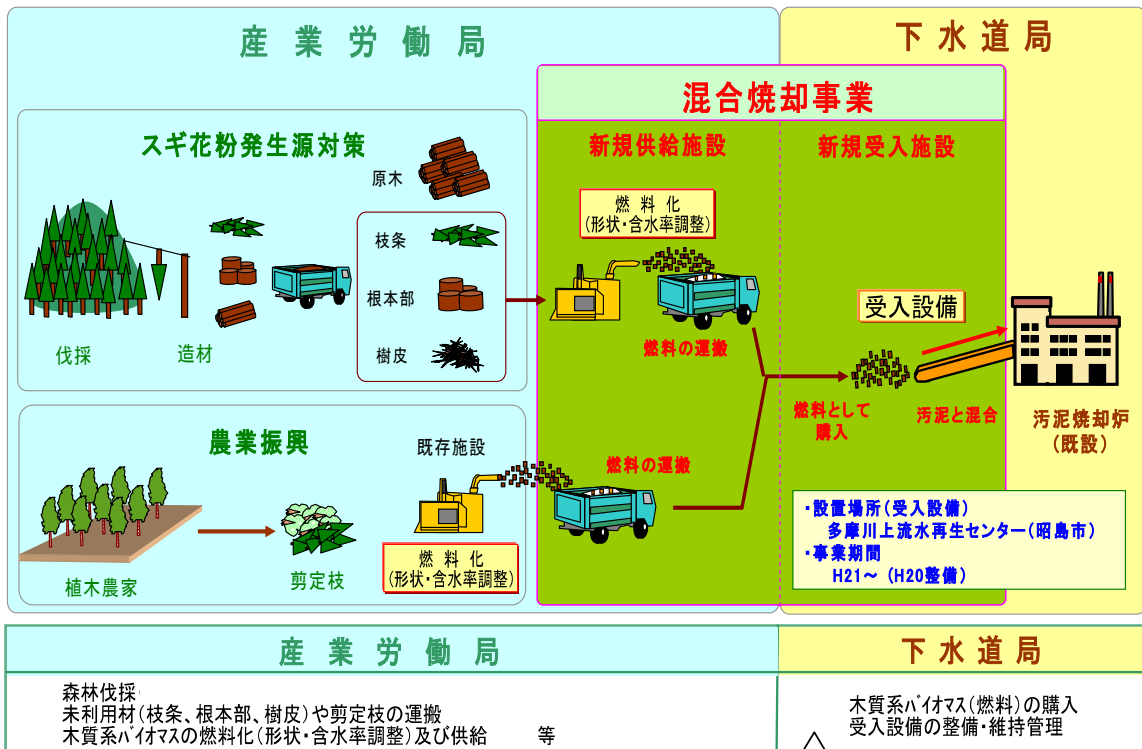 産業労働局
下水道局
混合焼却事業
スギ花粉発生源対策
新規供給施設
新規受入施設
原木
燃料化
(形状・含水率調整)
枝条
根本部
樹皮
伐採
造材
燃料の運搬
受入設備
燃料として
購入
汚泥と混合
汚泥焼却炉
(既設)
農業振興
既存施設
燃料の運搬
植木農家
剪定枝
燃料化
(形状・含水率調整)
・設置場所(受入設備)
多摩川上流水再生センター(昭島市)
・事業期間
H21～ (H20整備)
産業労働局
下水道局
森林伐採
未利用材(枝条、根本部、樹皮)や剪定枝の運搬
木質系バイオマスの燃料化(形状・含水率調整)及び供給 等
木質系バイオマス(燃料)の購入
受入設備の整備・維持管理